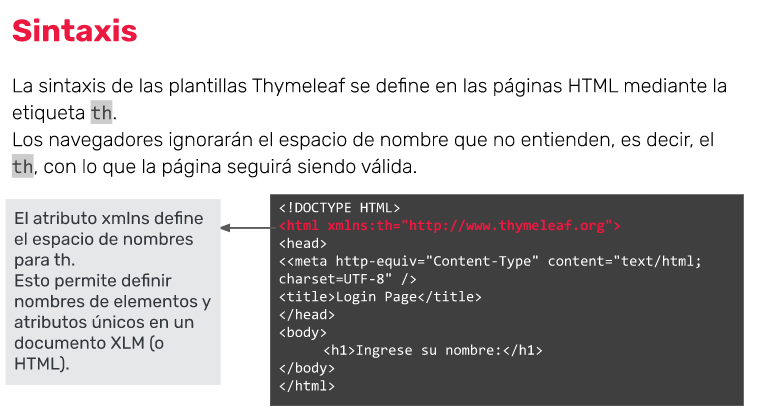 Sintaxis
La sintaxis de las plantillas Thymeleaf se define en las páginas HTML mediante la
etiqueta th.
Los navegadores ignorarán el espacio de nombre que no entienden, es decir, el
th, con lo que la página seguirá siendo válida.
El atributo xmlns define
el espacio de nombres
para th.
Esto permite definir
nombres de elementos y
atributos únicos en un
documento XLM (o
HTML).
<!DOCTYPE HTML>
<html xmlns:th="http://www.thymeleaf.org">
<head>
<<meta http-equiv="Content-Type" content="text/html;
charset=UTF-8" />
<title>Login Page</title>
</head>
<body>
<h1>Ingrese su nombre:</h1>
</body>
</html>